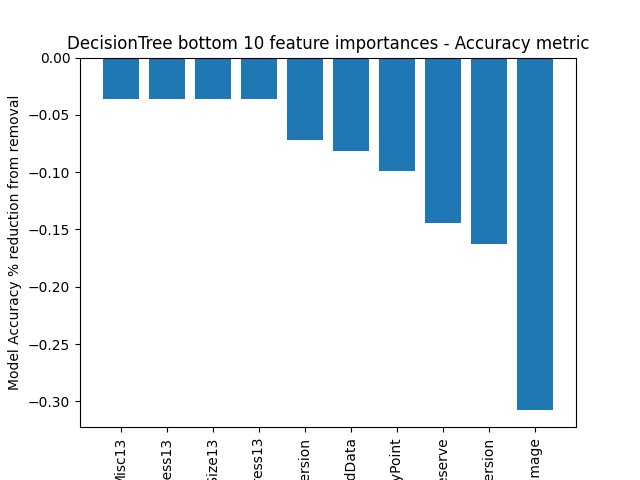 DecisionTree bottom 10 feature importances - Accuracy metric
Model Accuracy % reduction from removal
0.00
−0.05
−0.10
−0.15
−0.20
−0.25
−0.30
Misc13
ess13
Size13
ress13
ersion
dData
yPoint
eserve
ersion
mage